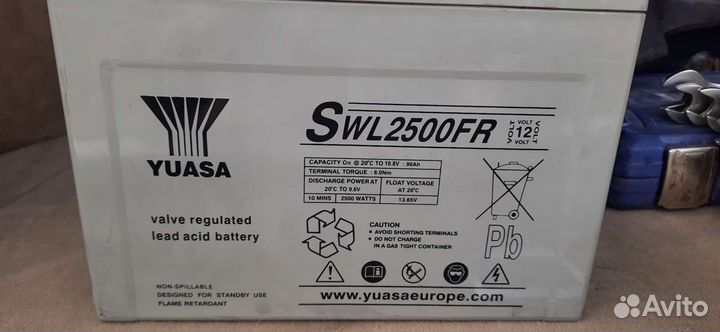 SWL2500FR
VOLT
VOLT 12 VOLT
VOLT
YUASA
CAPACITY C10 @ 20°C TO 10.8V : 90Ah
TERMINAL TORQUE : 6.0Nm
DISCHARGE POWER AT 20°C TO 9.6V
FLOAT VOLTAGE AT 20°C
10 MINS 2500 WATTS 13.65V
valve regulated
lead acid battery
CAUTION
• AVOID SHORTING TERMINALS
• DO NOT CHARGE
IN A GAS TIGHT CONTAINER
Pb
NON-SPILLABLE
DESIGNED FOR STANDBY USE
FLAME RETARDANT
www.yuasaeurope.com
Avito